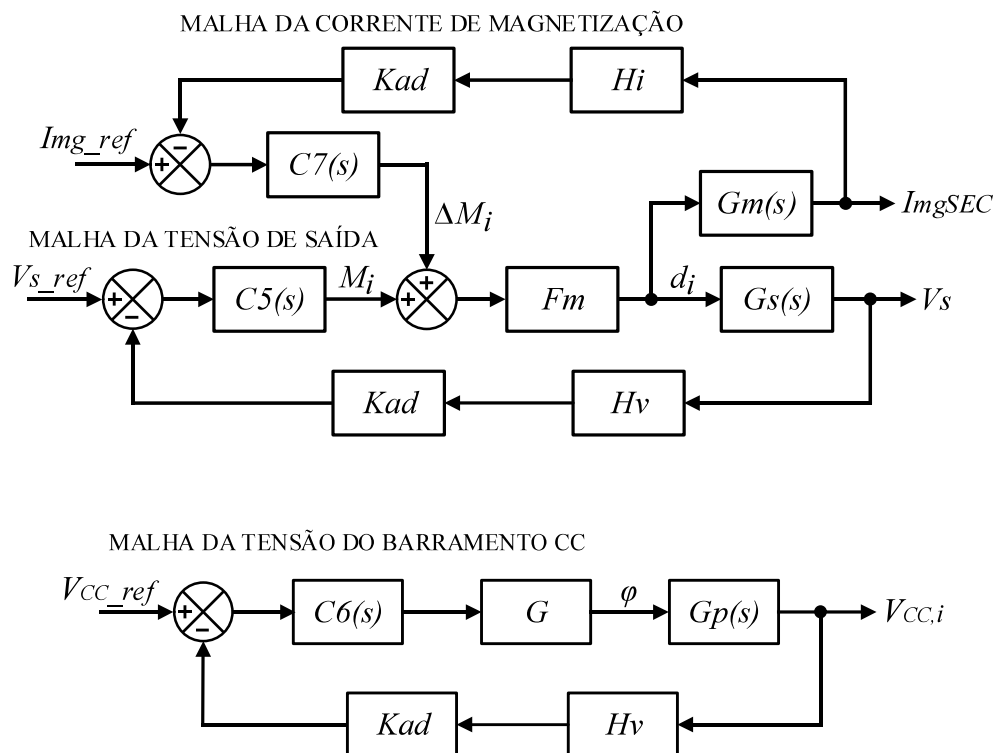 MALHA DA CORRENTE DE MAGNETIZAÇÃO
Kad
Hi
Img_ref
C7(s)
Gm(s)
ImgSEC
ΔMi
MALHA DA TENSÃO DE SAÍDA
Vs_ref
C5(s)
Mi
Fm
di
Gs(s)
Vs
Kad
Hv
MALHA DA TENSÃO DO BARRAMENTO CC
VCC_ref
C6(s)
G
φ
Gp(s)
VCC,i
Kad
Hv